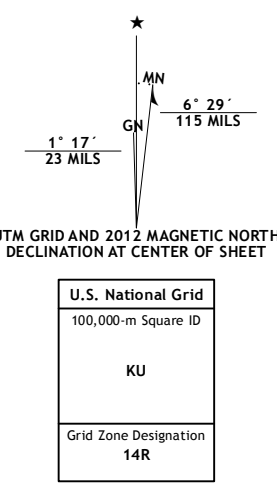 ★
MN
GN
6° 29´
115 MILS
1° 17´
23 MILS
UTM GRID AND 2012 MAGNETIC NORTH
DECLINATION AT CENTER OF SHEET
U.S. National Grid
100,000-m Square ID
KU
Grid Zone Designation
14R